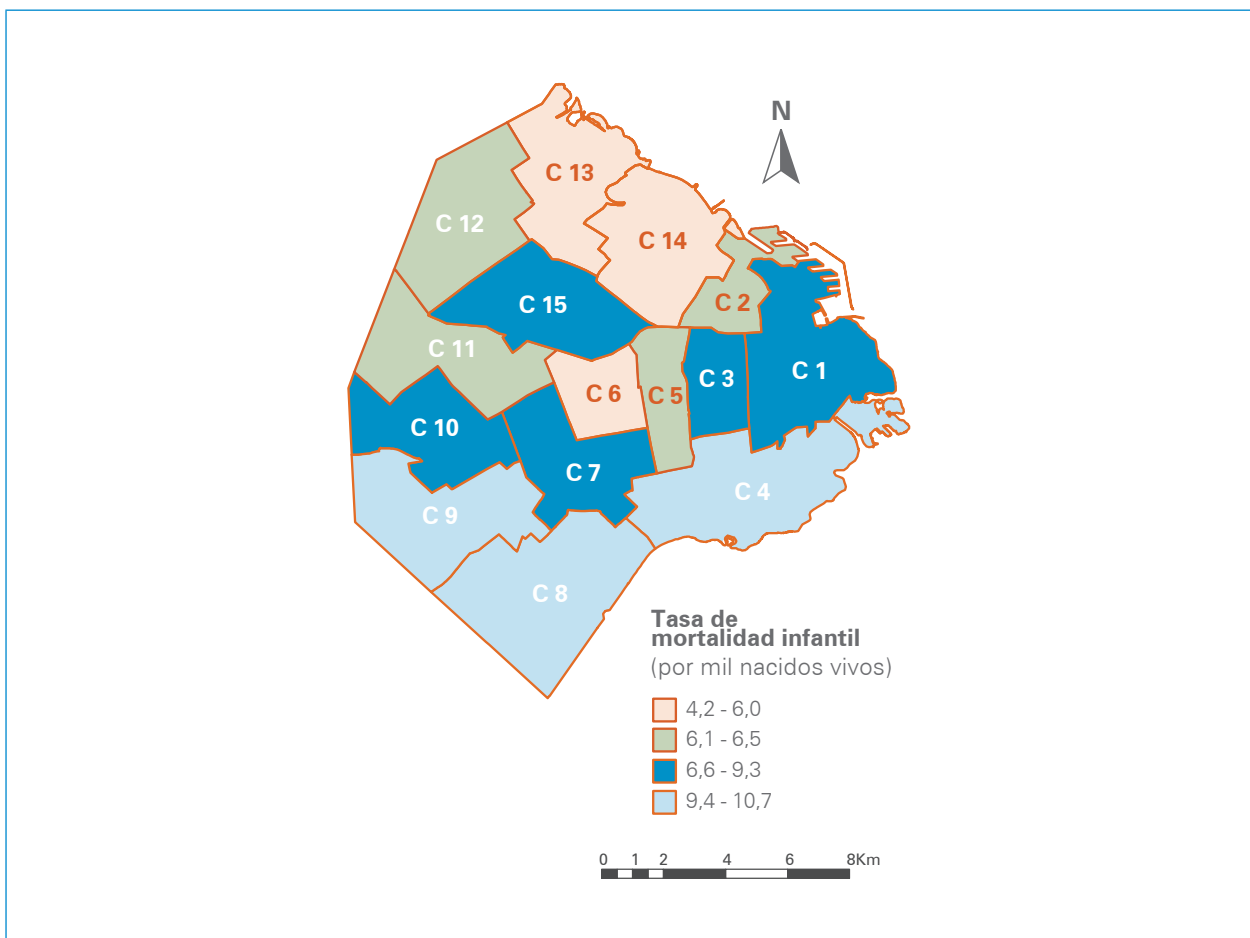 N
C 13
C 12
C 14
C 15
C 2
C 11
C 1
C 3
C 6
C 5
C 10
C 7
C 4
C 9
C 8
Tasa de
mortalidad infantil
(por mil nacidos vivos)
4,2 - 6,0
6,1 - 6,5
6,6 - 9,3
9,4 - 10,7
0 1 2 4 6 8Km